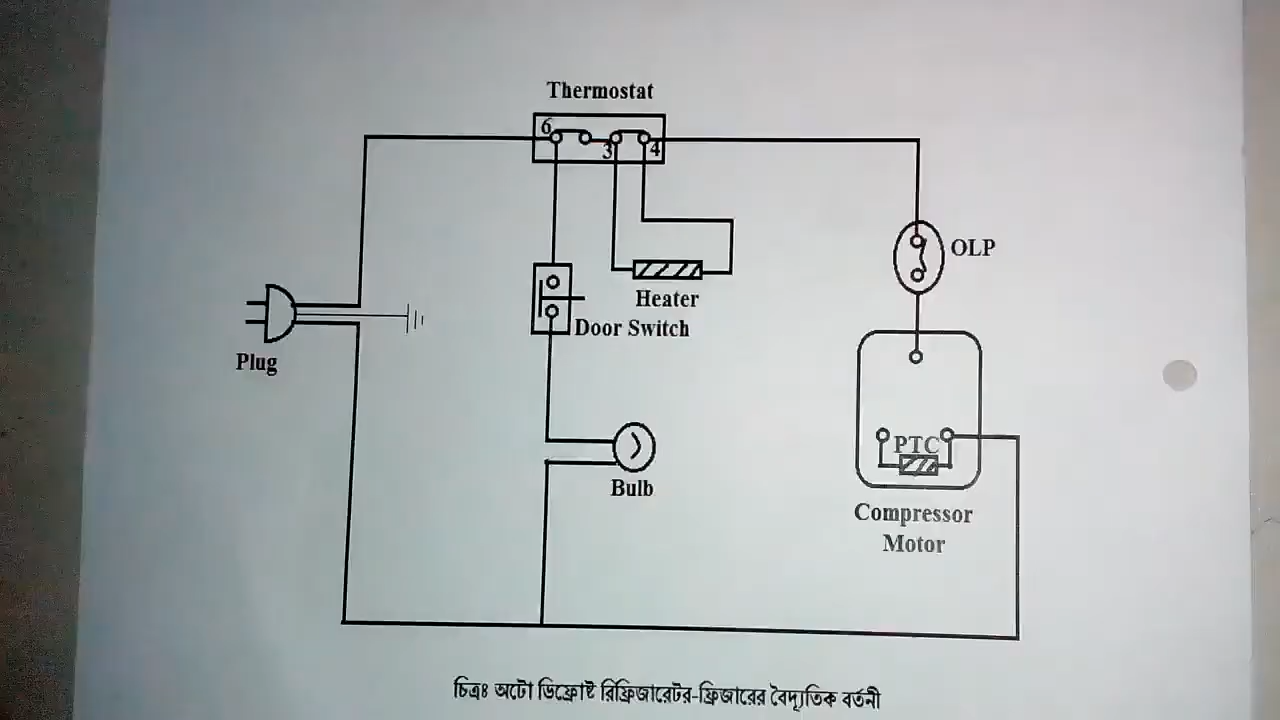 Thermostat
6
3
4
OLP
Heater
Door Switch
Plug
PTC
Bulb
Compressor
Motor
চিত্রঃ অটো ডিফ্রোষ্ট রিফ্রিজারেটর-ফ্রিজারের বৈদ্যুতিক বর্তনী